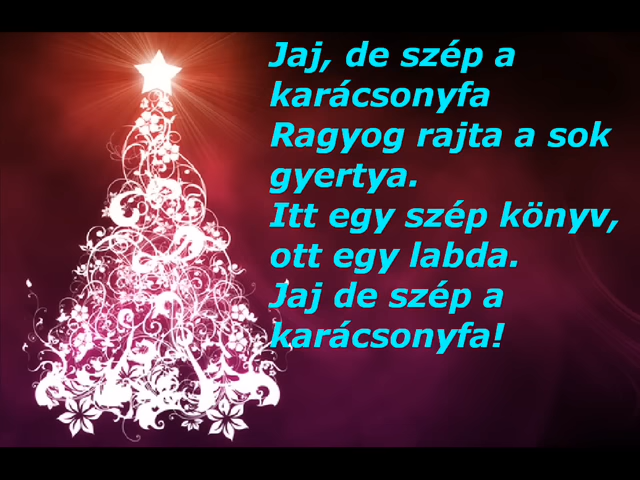 Jaj, de szép a
karácsonyfa
Ragyog rajta a sok
gyertya.
Itt egy szép könyv,
ott egy labda.
Jaj de szép a
karácsonyfa!